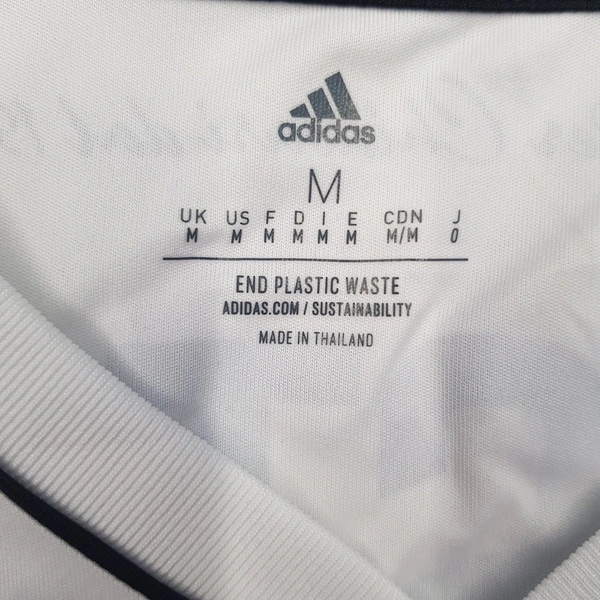 adidas
M
UK US F D I E CDN J
M M M M M M M/M O
END PLASTIC WASTE
ADIDAS.COM / SUSTAINABILITY
MADE IN THAILAND